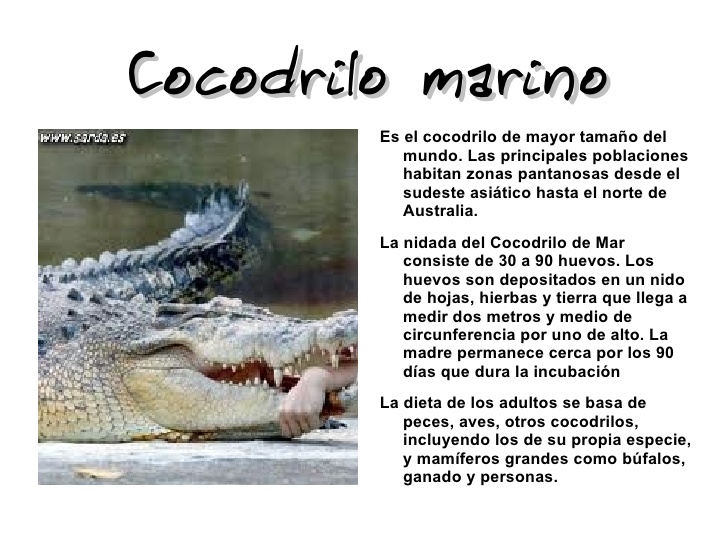 Cocodrilo marino
www.sarda.es
Es el cocodrilo de mayor tamaño del
mundo. Las principales poblaciones
habitan zonas pantanosas desde el
sudeste asiático hasta el norte de
Australia.
La nidada del Cocodrilo de Mar
consiste de 30 a 90 huevos. Los
huevos son depositados en un nido
de hojas, hierbas y tierra que llega a
medir dos metros y medio de
circunferencia por uno de alto. La
madre permanece cerca por los 90
días que dura la incubación
La dieta de los adultos se basa de
peces, aves, otros cocodrilos,
incluyendo los de su propia especie,
y mamíferos grandes como búfalos,
ganado y personas.